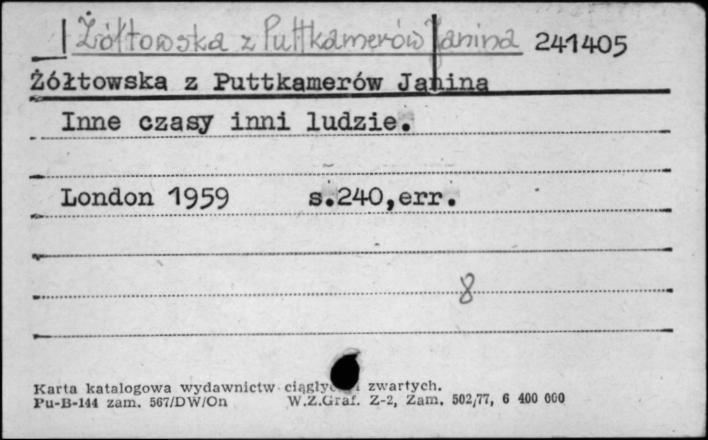 Żółtowska z Puttkamerów Janina 241405
Żółtowska z Puttkamerów Janina
Inne czasy inni ludzie.
London 1959 s.240,err.
8
Karta katalogowa wydawnictw zwartych.
Pu-B-144 zam. 567/DW/On W.Z.Graf. Z-2, Zam. 502/77, 6 400 000